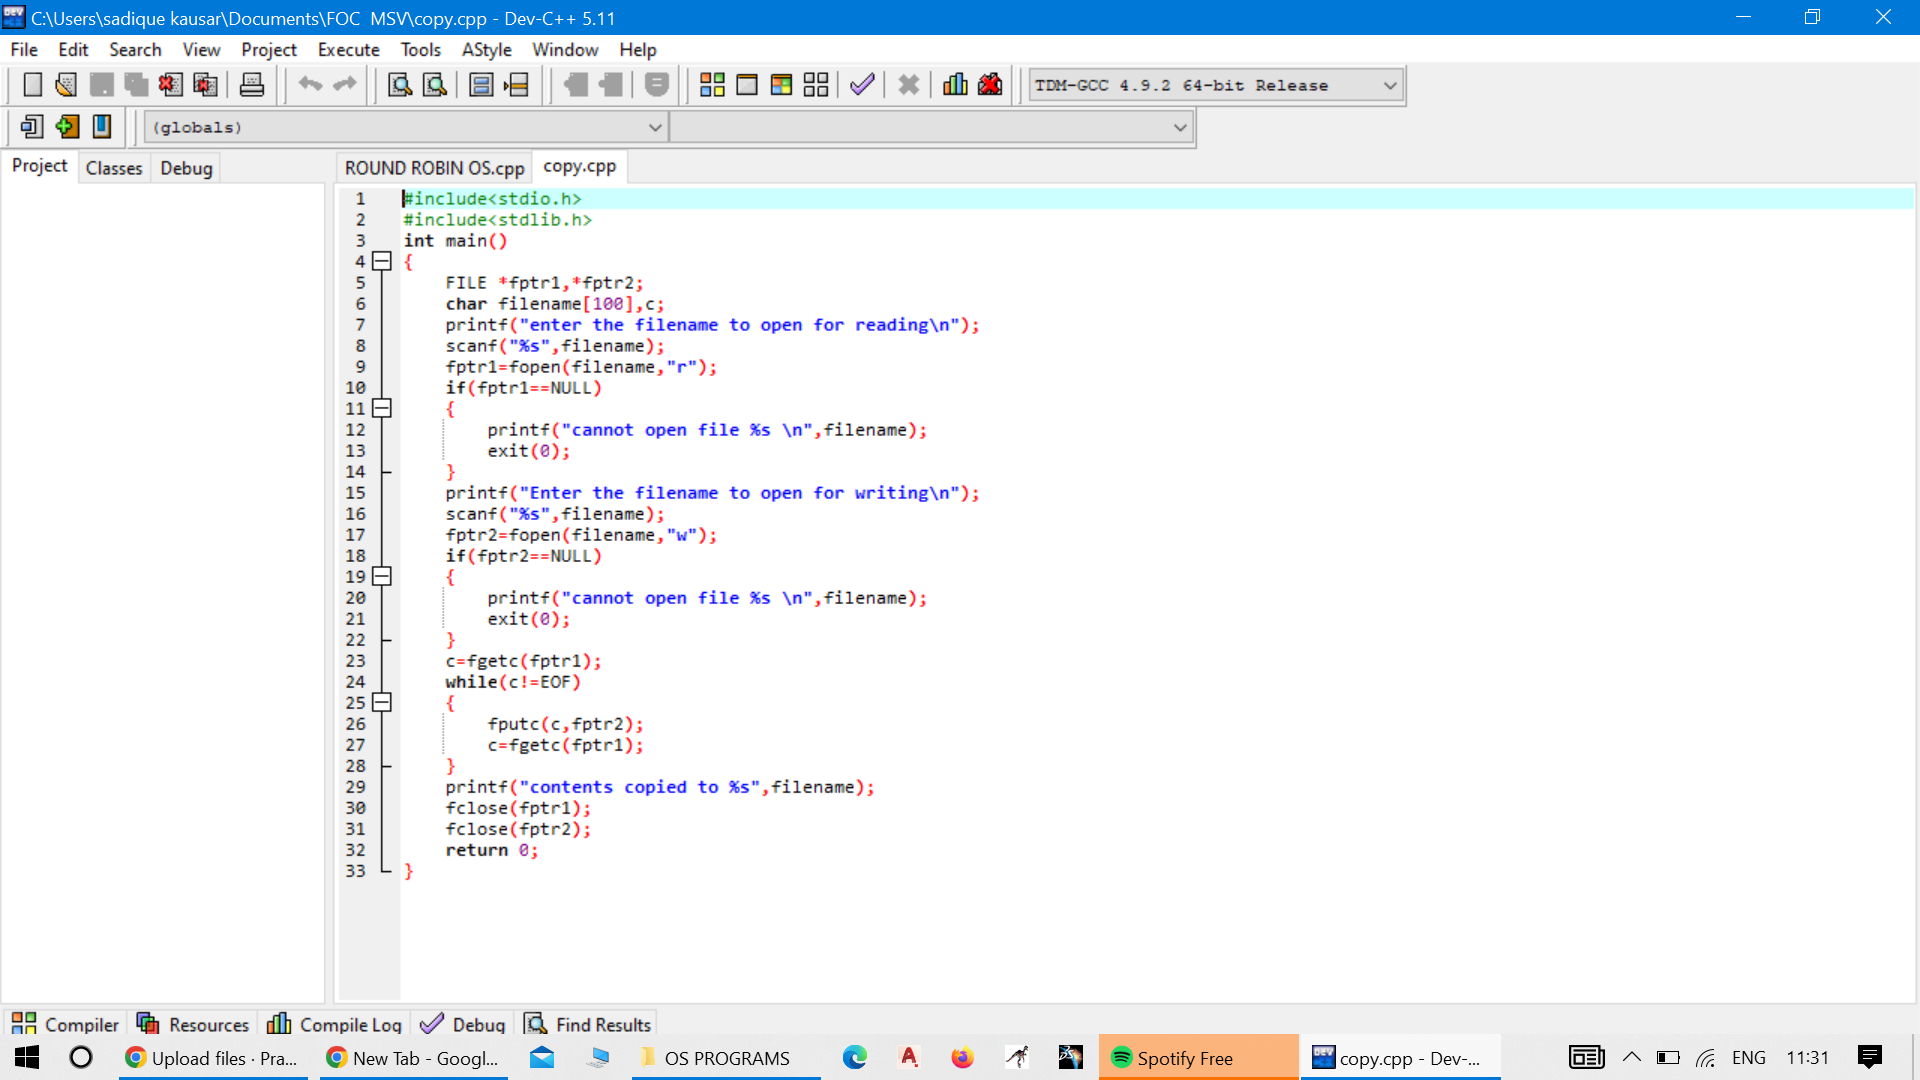 C:\Users\sadique kausar\Documents\FOC  MSV\copy.cpp - Dev-C++ 5.11
File Edit Search View Project Execute Tools AStyle Window Help
TDM-GCC 4.9.2 64-bit Release
(globals)
Project Classes Debug
ROUND ROBIN OS.cpp copy.cpp
1 #include<stdio.h>
2 #include<stdlib.h>
3 int main()
4 {
5 FILE *fptr1,*fptr2;
6 char filename[100],c;
7 printf("enter the filename to open for reading\n");
8 scanf("%s",filename);
9 fptr1=fopen(filename,"r");
10 if(fptr1==NULL)
11 {
12 printf("cannot open file %s \n",filename);
13 exit(0);
14 }
15 printf("Enter the filename to open for writing\n");
16 scanf("%s",filename);
17 fptr2=fopen(filename,"w");
18 if(fptr2==NULL)
19 {
20 printf("cannot open file %s \n",filename);
21 exit(0);
22 }
23 c=fgetc(fptr1);
24 while(c!=EOF)
25 {
26 fputc(c,fptr2);
27 c=fgetc(fptr1);
28 }
29 printf("contents copied to %s",filename);
30 fclose(fptr1);
31 fclose(fptr2);
32 return 0;
33 }
Compiler Resources Compile Log Debug Find Results
Upload files · Pra... New Tab - Googl... OS PROGRAMS Spotify Free copy.cpp - Dev-... ENG 11:31